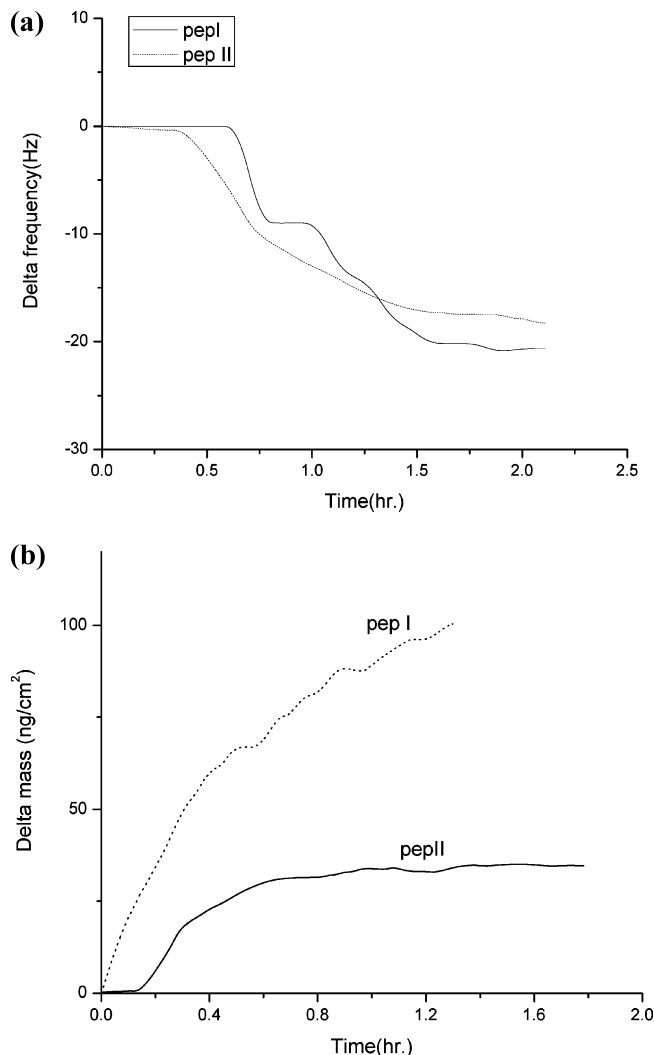 (a)
pepI
pep II
10
0
-10
-20
-30
Delta frequency(Hz)
0.0 0.5 1.0 1.5 2.0 2.5
Time(hr.)
(b)
100
50
0
Delta mass (ng/cm²)
pep I
pepII
0.0 0.4 0.8 1.2 1.6 2.0
Time(hr.)